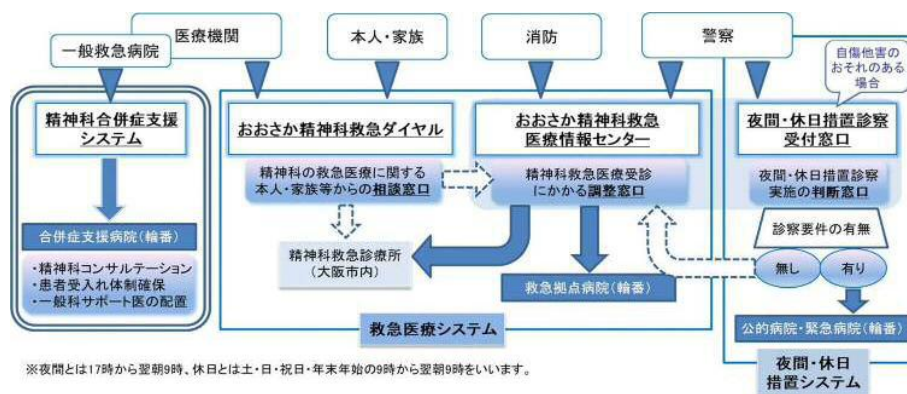 医療機関
一般救急病院
本人・家族
消防
警察
自傷他害の
おそれのある
場合
精神科合併症支援
システム
おおさか精神科救急ダイヤル
おおさか精神科救急
医療情報センター
夜間・休日措置診察
受付窓口
精神科の救急医療に関する
本人・家族等からの相談窓口
精神科救急医療受診
にかかる調整窓口
夜間・休日措置診察
実施の判断窓口
診察要件の有無
無し
有り
合併症支援病院(輪番)
・精神科コンサルテーション
・患者受入れ体制確保
・一般科サポート医の配置
精神科救急診療所
(大阪市内)
救急拠点病院(輪番)
公的病院・緊急病院(輪番)
救急医療システム
夜間・休日
措置システム
※夜間とは17時から翌朝9時、休日とは土・日・祝日・年末年始の9時から翌朝9時をいいます。